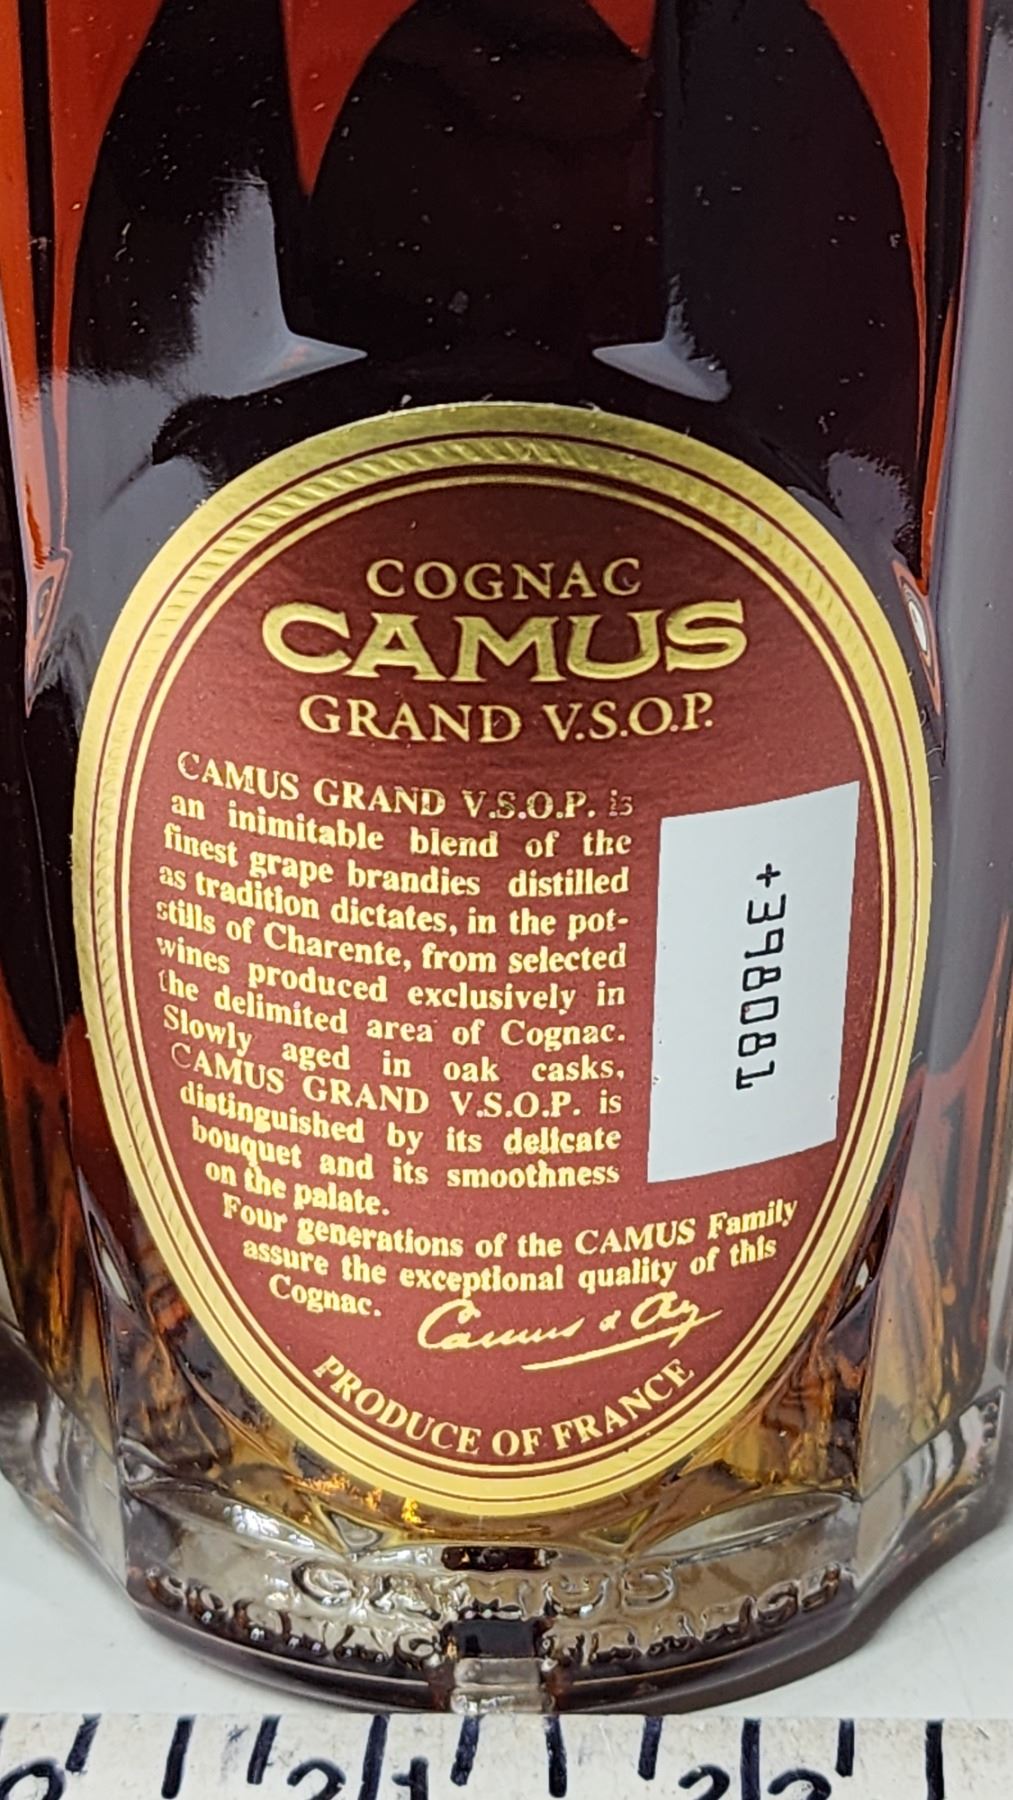 COGNAC
CAMUS
GRAND V.S.O.P.
CAMUS GRAND V.S.O.P. is
an inimitable blend of the
finest grape brandies distilled
as tradition dictates, in the pot-
stills of Charente, from selected
wines produced exclusively in
the delimited area of Cognac.
Slowly aged in oak casks,
CAMUS GRAND V.S.O.P. is
distinguished by its delicate
bouquet and its smoothness
on the palate.
Four generations of the CAMUS Family
assure the exceptional quality of this
Cognac.
Camus & Cy
PRODUCE OF FRANCE
+398081
CAMUS